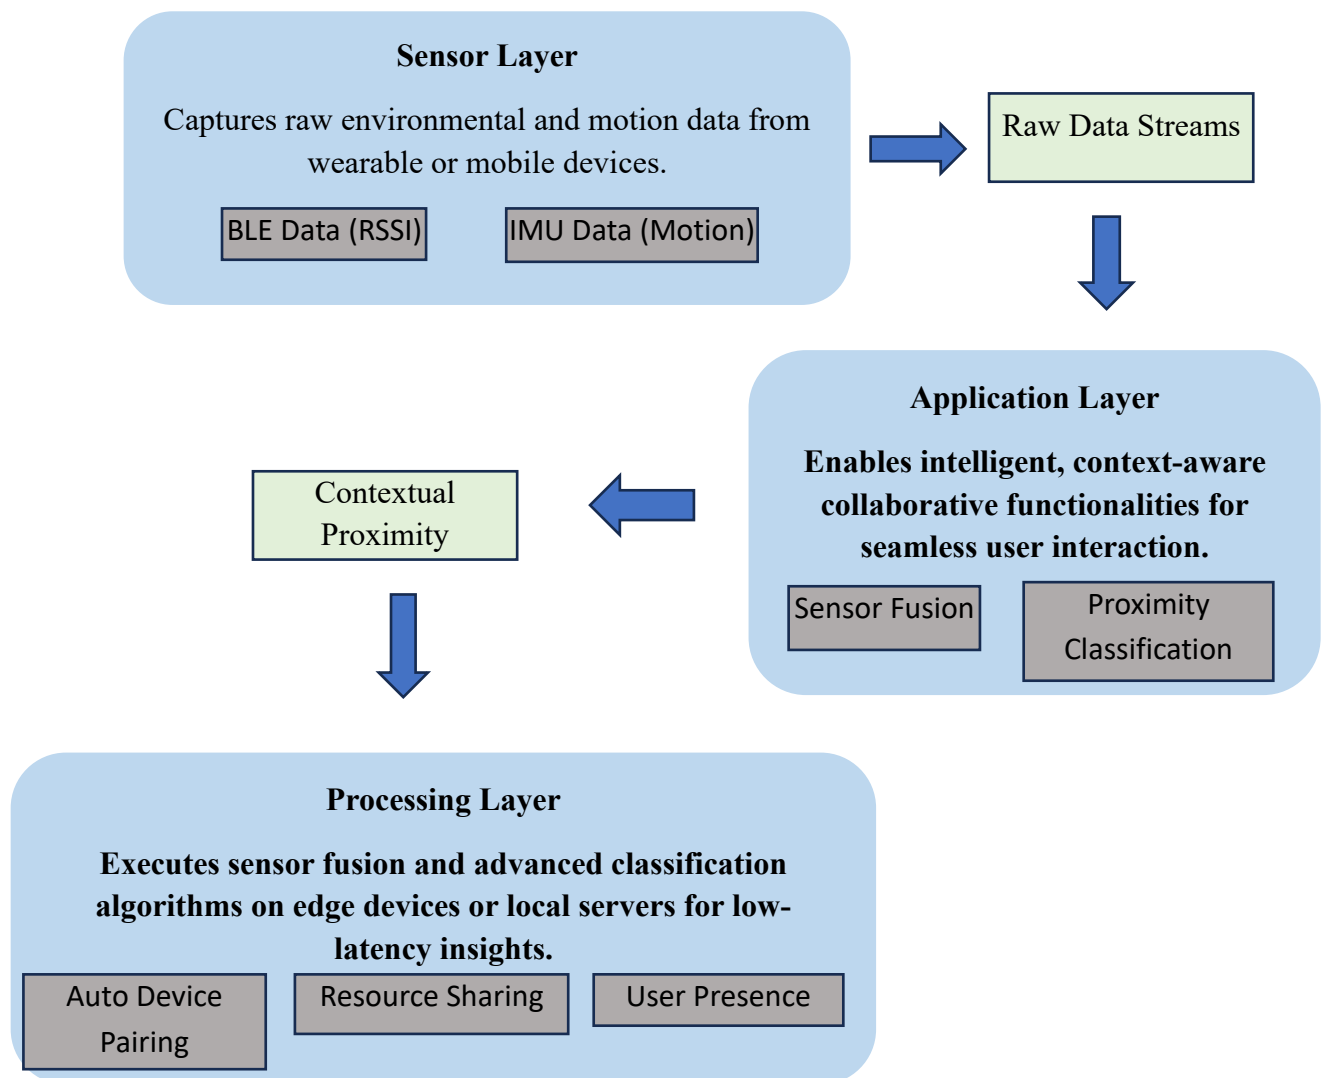 Sensor Layer
Captures raw environmental and motion data from
wearable or mobile devices.
BLE Data (RSSI)
IMU Data (Motion)
Raw Data Streams
Application Layer
Enables intelligent, context-aware
collaborative functionalities for
seamless user interaction.
Sensor Fusion
Proximity
Classification
Contextual
Proximity
Processing Layer
Executes sensor fusion and advanced classification
algorithms on edge devices or local servers for low-
latency insights.
Auto Device
Pairing
Resource Sharing
User Presence